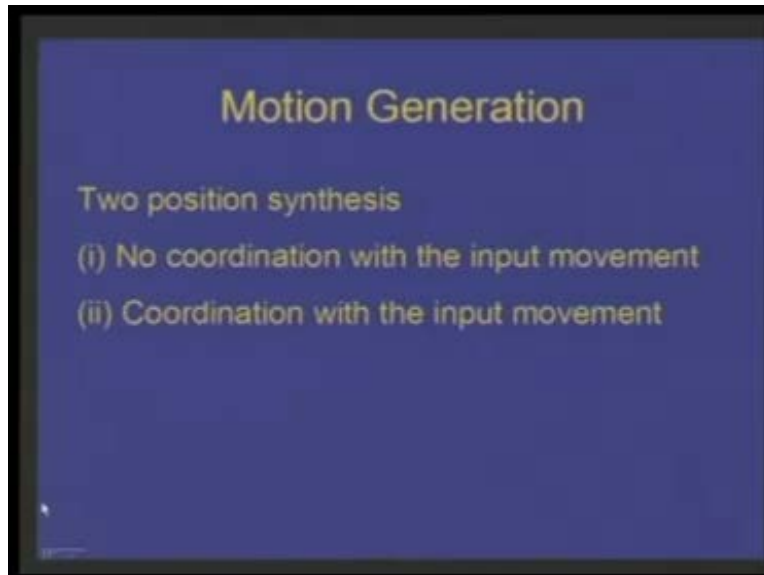 Motion Generation
Two position synthesis
(i) No coordination with the input movement
(ii) Coordination with the input movement